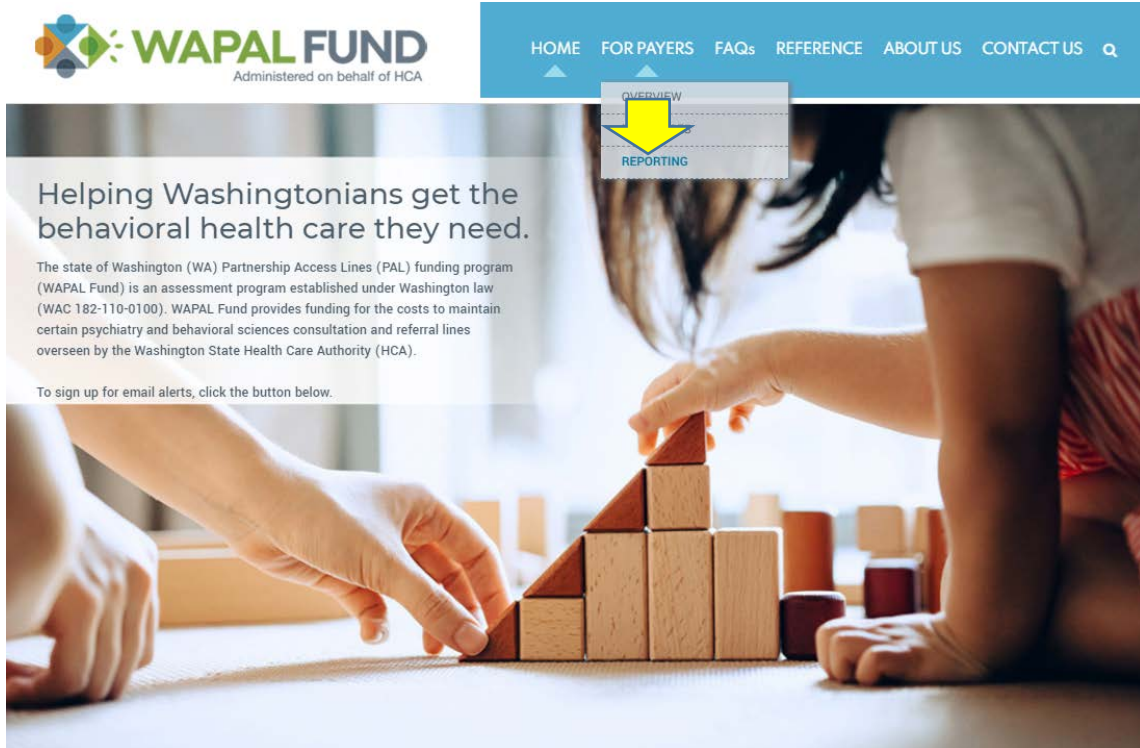 WAPAL FUND
Administered on behalf of HCA
HOME FOR PAYERS FAQs REFERENCE ABOUT US CONTACT US
OVERVIEW
REPORTING
Helping Washingtonians get the
behavioral health care they need.
The state of Washington (WA) Partnership Access Lines (PAL) funding program
(WAPAL Fund) is an assessment program established under Washington law
(WAC 182-110-0100). WAPAL Fund provides funding for the costs to maintain
certain psychiatry and behavioral sciences consultation and referral lines
overseen by the Washington State Health Care Authority (HCA).
To sign up for email alerts, click the button below.